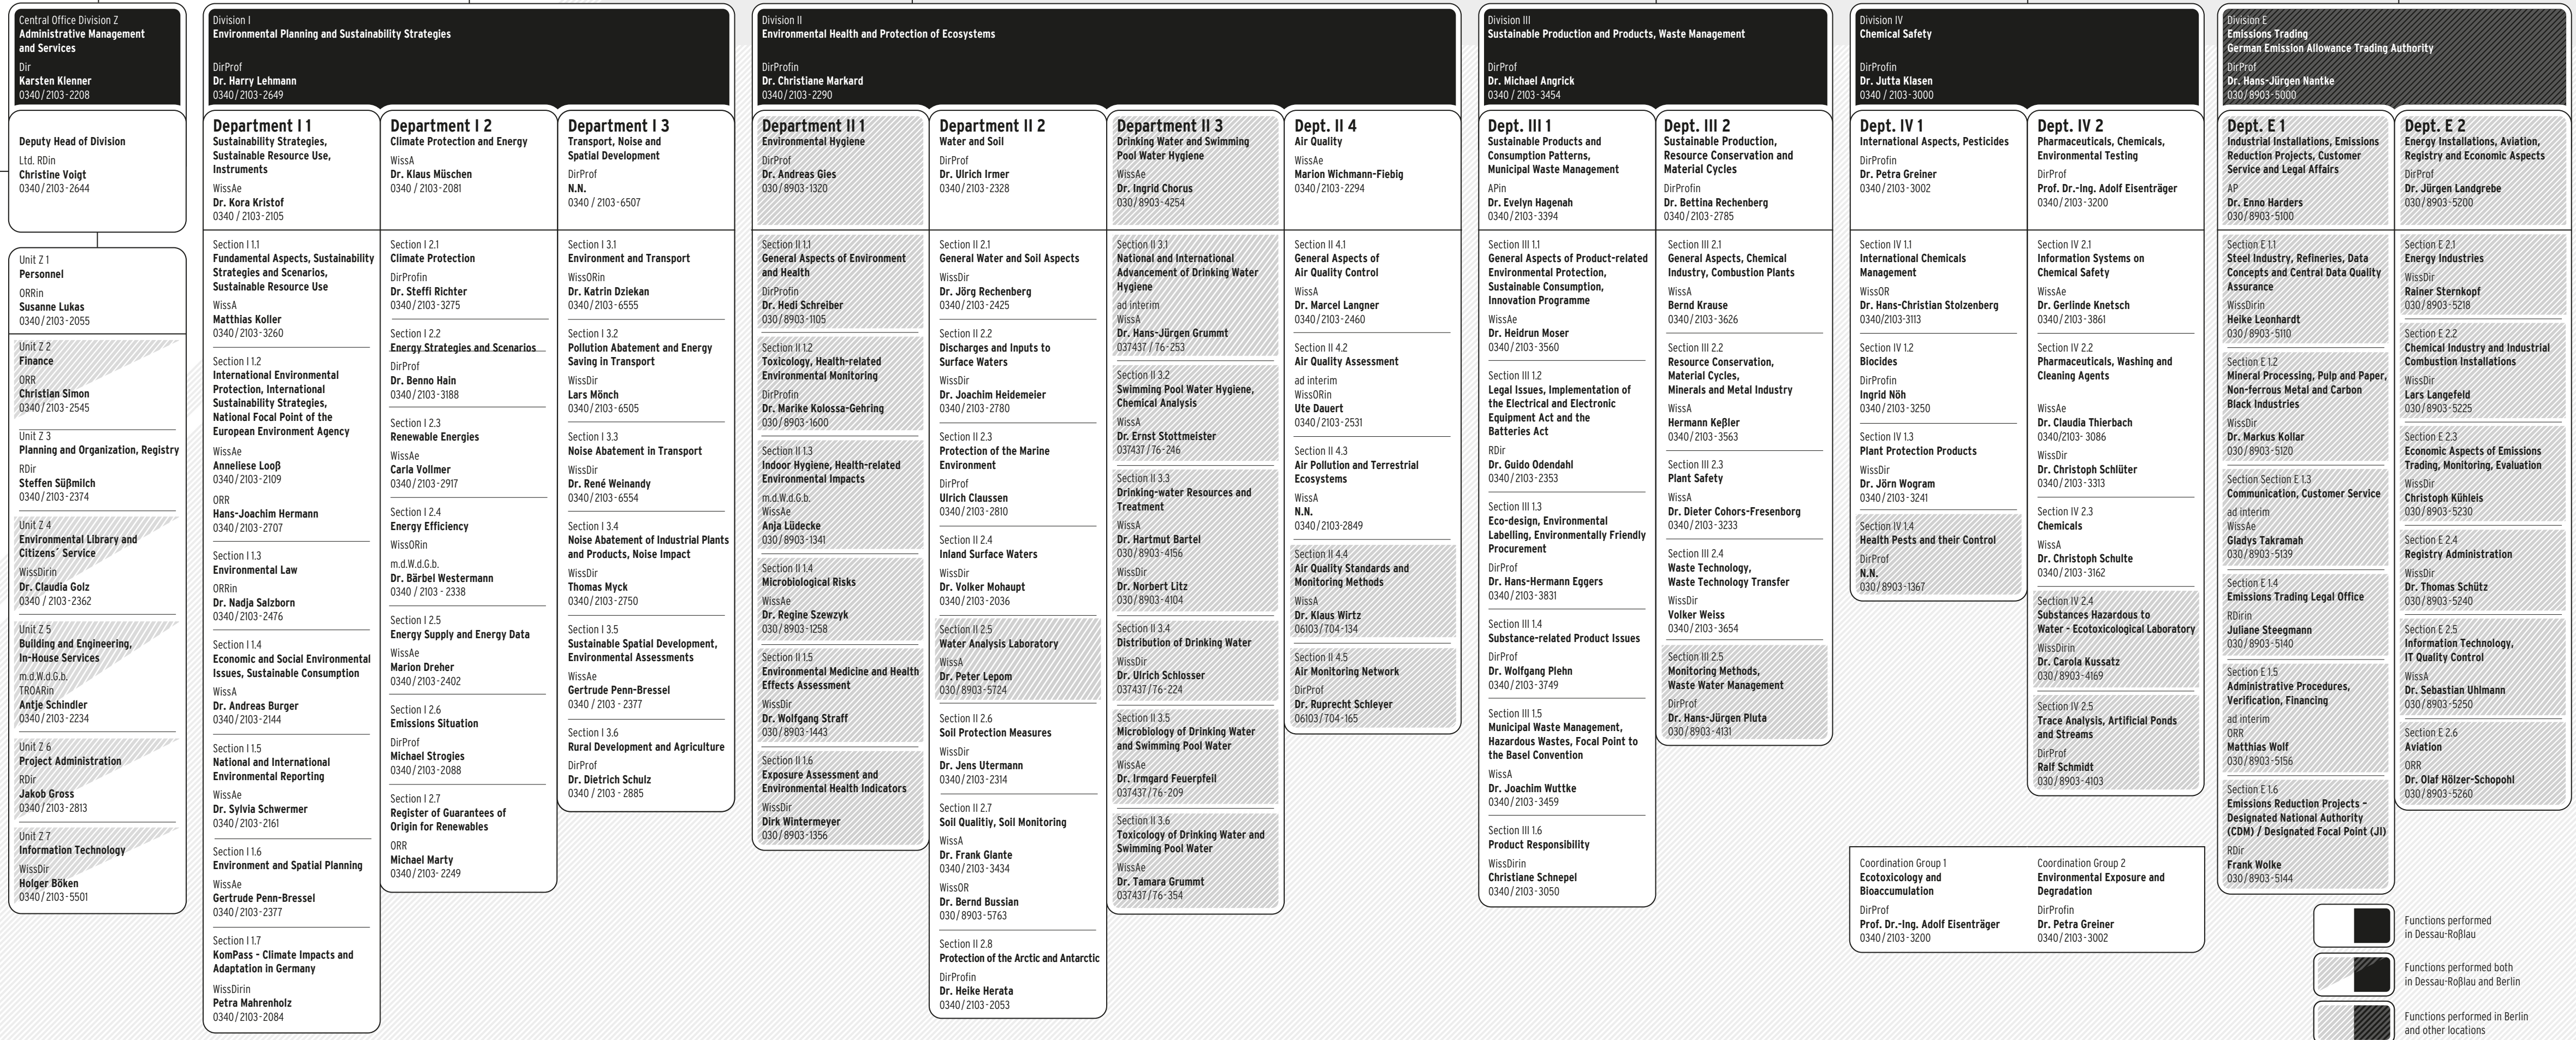 Central Office Division Z
Administrative Management
and Services
Dir
Karsten Klenner
0340/2103-2208
Deputy Head of Division
Ltd. RDin
Christine Voigt
0340/2103-2644
Unit Z 1
Personnel
ORRin
Susanne Lukas
0340/2103-2055
Unit Z 2
Finance
ORR
Christian Simon
0340/2103-2545
Unit Z 3
Planning and Organization, Registry
RDir
Steffen Süßmilch
0340/2103-2374
Unit Z 4
Environmental Library and
Citizens´ Service
WissDirin
Dr. Claudia Golz
0340 / 2103-2362
Unit Z 5
Building and Engineering,
In-House Services
m.d.W.d.G.b.
TROARin
Antje Schindler
0340/2103-2234
Unit Z 6
Project Administration
RDir
Jakob Gross
0340/2103-2813
Unit Z 7
Information Technology
WissDir
Holger Böken
0340/2103-5501
Division I
Environmental Planning and Sustainability Strategies
DirProf
Dr. Harry Lehmann
0340/2103-2649
Department I 1
Sustainability Strategies,
Sustainable Resource Use,
Instruments
WissAe
Dr. Kora Kristof
0340 / 2103-2105
Section I 1.1
Fundamental Aspects, Sustainability
Strategies and Scenarios,
Sustainable Resource Use
WissA
Matthias Koller
0340/2103-3260
Section I 1.2
International Environmental
Protection, International
Sustainability Strategies,
National Focal Point of the
European Environment Agency
WissAe
Anneliese Looß
0340/2103-2109
ORR
Hans-Joachim Hermann
0340/2103-2707
Section I 1.3
Environmental Law
ORRin
Dr. Nadja Salzborn
0340/2103-2476
Section I 1.4
Economic and Social Environmental
Issues, Sustainable Consumption
WissA
Dr. Andreas Burger
0340/2103-2144
Section I 1.5
National and International
Environmental Reporting
WissAe
Dr. Sylvia Schwermer
0340/2103-2161
Section I 1.6
Environment and Spatial Planning
WissAe
Gertrude Penn-Bressel
0340/2103-2377
Section I 1.7
KomPass - Climate Impacts and
Adaptation in Germany
WissDirin
Petra Mahrenholz
0340/2103-2084
Department I 2
Climate Protection and Energy
WissA
Dr. Klaus Müschen
0340 / 2103-2081
Section I 2.1
Climate Protection
DirProfin
Dr. Steffi Richter
0340/2103-3275
Section I 2.2
Energy Strategies and Scenarios
DirProf
Dr. Benno Hain
0340/2103-3188
Section I 2.3
Renewable Energies
WissAe
Carla Vollmer
0340/2103-2917
Section I 2.4
Energy Efficiency
WissORin
m.d.W.d.G.b.
Dr. Bärbel Westermann
0340 / 2103 - 2338
Section I 2.5
Energy Supply and Energy Data
WissAe
Marion Dreher
0340/2103-2402
Section I 2.6
Emissions Situation
DirProf
Michael Strogies
0340/2103-2088
Section I 2.7
Register of Guarantees of
Origin for Renewables
ORR
Michael Marty
0340/2103- 2249
Department I 3
Transport, Noise and
Spatial Development
DirProf
N.N.
0340 / 2103-6507
Section I 3.1
Environment and Transport
WissORin
Dr. Katrin Dziekan
0340/2103-6555
Section I 3.2
Pollution Abatement and Energy
Saving in Transport
WissDir
Lars Mönch
0340/2103-6505
Section I 3.3
Noise Abatement in Transport
WissDir
Dr. René Weinandy
0340/2103-6554
Section I 3.4
Noise Abatement of Industrial Plants
and Products, Noise Impact
WissDir
Thomas Myck
0340/2103-2750
Section I 3.5
Sustainable Spatial Development,
Environmental Assessments
WissAe
Gertrude Penn-Bressel
0340 / 2103 - 2377
Section I 3.6
Rural Development and Agriculture
DirProf
Dr. Dietrich Schulz
0340 / 2103 - 2885
Division II
Environmental Health and Protection of Ecosystems
DirProfin
Dr. Christiane Markard
0340/2103-2290
Department II 1
Environmental Hygiene
DirProf
Dr. Andreas Gies
030/8903-1320
Section II 1.1
General Aspects of Environment
and Health
DirProfin
Dr. Hedi Schreiber
030/8903-1105
Section II 1.2
Toxicology, Health-related
Environmental Monitoring
DirProfin
Dr. Marike Kolossa-Gehring
030/8903-1600
Section II 1.3
Indoor Hygiene, Health-related
Environmental Impacts
m.d.W.d.G.b.
WissAe
Anja Lüdecke
030/8903-1341
Section II 1.4
Microbiological Risks
WissAe
Dr. Regine Szewzyk
030/8903-1258
Section II 1.5
Environmental Medicine and Health
Effects Assessment
WissDir
Dr. Wolfgang Straff
030/8903-1443
Section II 1.6
Exposure Assessment and
Environmental Health Indicators
WissDir
Dirk Wintermeyer
030/8903-1356
Department II 2
Water and Soil
DirProf
Dr. Ulrich Irmer
0340/2103-2328
Section II 2.1
General Water and Soil Aspects
WissDir
Dr. Jörg Rechenberg
0340/2103-2425
Section II 2.2
Discharges and Inputs to
Surface Waters
WissDir
Dr. Joachim Heidemeier
0340/2103-2780
Section II 2.3
Protection of the Marine
Environment
DirProf
Ulrich Claussen
0340/2103-2810
Section II 2.4
Inland Surface Waters
WissDir
Dr. Volker Mohaupt
0340/2103-2036
Section II 2.5
Water Analysis Laboratory
WissA
Dr. Peter Lepom
030/8903-5724
Section II 2.6
Soil Protection Measures
WissDir
Dr. Jens Utermann
0340/2103-2314
Section II 2.7
Soil Qualitiy, Soil Monitoring
WissA
Dr. Frank Glante
0340/2103-3434
WissOR
Dr. Bernd Bussian
030/8903-5763
Section II 2.8
Protection of the Arctic and Antarctic
DirProfin
Dr. Heike Herata
0340/2103-2053
Department II 3
Drinking Water and Swimming
Pool Water Hygiene
WissAe
Dr. Ingrid Chorus
030/8903-4254
Section II 3.1
National and International
Advancement of Drinking Water
Hygiene
ad interim
WissA
Dr. Hans-Jürgen Grummt
037437 / 76-253
Section II 3.2
Swimming Pool Water Hygiene,
Chemical Analysis
WissA
Dr. Ernst Stottmeister
037437/76-246
Section II 3.3
Drinking-water Resources and
Treatment
WissA
Dr. Hartmut Bartel
030/8903-4156
WissDir
Dr. Norbert Litz
030/8903-4104
Section II 3.4
Distribution of Drinking Water
WissDir
Dr. Ulrich Schlosser
037437/76-224
Section II 3.5
Microbiology of Drinking Water
and Swimming Pool Water
WissAe
Dr. Irmgard Feuerpfeil
037437/76-209
Section II 3.6
Toxicology of Drinking Water and
Swimming Pool Water
WissAe
Dr. Tamara Grummt
037437/76-354
Dept. II 4
Air Quality
WissAe
Marion Wichmann-Fiebig
0340/2103-2294
Section II 4.1
General Aspects of
Air Quality Control
WissA
Dr. Marcel Langner
0340/2103-2460
Section II 4.2
Air Quality Assessment
ad interim
WissORin
Ute Dauert
0340/2103-2531
Section II 4.3
Air Pollution and Terrestrial
Ecosystems
WissA
N.N.
0340/2103-2849
Section II 4.4
Air Quality Standards and
Monitoring Methods
WissA
Dr. Klaus Wirtz
06103/704-134
Section II 4.5
Air Monitoring Network
DirProf
Dr. Ruprecht Schleyer
06103/704-165
Division III
Sustainable Production and Products, Waste Management
DirProf
Dr. Michael Angrick
0340 / 2103-3454
Dept. III 1
Sustainable Products and
Consumption Patterns,
Municipal Waste Management
APin
Dr. Evelyn Hagenah
0340/2103-3394
Section III 1.1
General Aspects of Product-related
Environmental Protection,
Sustainable Consumption,
Innovation Programme
WissAe
Dr. Heidrun Moser
0340/2103-3560
Section III 1.2
Legal Issues, Implementation of
the Electrical and Electronic
Equipment Act and the
Batteries Act
RDir
Dr. Guido Odendahl
0340/2103-2353
Section III 1.3
Eco-design, Environmental
Labelling, Environmentally Friendly
Procurement
DirProf
Dr. Hans-Hermann Eggers
0340/2103-3831
Section III 1.4
Substance-related Product Issues
DirProf
Dr. Wolfgang Plehn
0340/2103-3749
Section III 1.5
Municipal Waste Management,
Hazardous Wastes, Focal Point to
the Basel Convention
WissA
Dr. Joachim Wuttke
0340/2103-3459
Section III 1.6
Product Responsibility
WissDirin
Christiane Schnepel
0340/2103-3050
Dept. III 2
Sustainable Production,
Resource Conservation and
Material Cycles
DirProfin
Dr. Bettina Rechenberg
0340/2103-2785
Section III 2.1
General Aspects, Chemical
Industry, Combustion Plants
WissA
Bernd Krause
0340/2103-3626
Section III 2.2
Resource Conservation,
Material Cycles,
Minerals and Metal Industry
WissA
Hermann Keßler
0340/2103-3563
Section III 2.3
Plant Safety
WissA
Dr. Dieter Cohors-Fresenborg
0340/2103-3233
Section III 2.4
Waste Technology,
Waste Technology Transfer
WissDir
Volker Weiss
0340/2103-3654
Section III 2.5
Monitoring Methods,
Waste Water Management
DirProf
Dr. Hans-Jürgen Pluta
030/8903-4131
Division IV
Chemical Safety
DirProfin
Dr. Jutta Klasen
0340 / 2103-3000
Dept. IV 1
International Aspects, Pesticides
DirProfin
Dr. Petra Greiner
0340/2103-3002
Section IV 1.1
International Chemicals
Management
WissOR
Dr. Hans-Christian Stolzenberg
0340/2103-3113
Section IV 1.2
Biocides
DirProfin
Ingrid Nöh
0340/2103-3250
Section IV 1.3
Plant Protection Products
WissDir
Dr. Jörn Wogram
0340/2103-3241
Section IV 1.4
Health Pests and their Control
DirProf
N.N.
030/8903-1367
Dept. IV 2
Pharmaceuticals, Chemicals,
Environmental Testing
DirProf
Prof. Dr.-Ing. Adolf Eisenträger
0340/2103-3200
Section IV 2.1
Information Systems on
Chemical Safety
WissAe
Dr. Gerlinde Knetsch
0340/2103-3861
Section IV 2.2
Pharmaceuticals, Washing and
Cleaning Agents
WissAe
Dr. Claudia Thierbach
0340/2103- 3086
WissDir
Dr. Christoph Schlüter
0340/2103-3313
Section IV 2.3
Chemicals
WissA
Dr. Christoph Schulte
0340/2103-3162
Section IV 2.4
Substances Hazardous to
Water - Ecotoxicological Laboratory
WissDirin
Dr. Carola Kussatz
030/8903-4169
Section IV 2.5
Trace Analysis, Artificial Ponds
and Streams
DirProf
Ralf Schmidt
030/8903-4103
Coordination Group 1
Ecotoxicology and
Bioaccumulation
DirProf
Prof. Dr.-Ing. Adolf Eisenträger
0340/2103-3200
Coordination Group 2
Environmental Exposure and
Degradation
DirProfin
Dr. Petra Greiner
0340/2103-3002
Division E
Emissions Trading
German Emission Allowance Trading Authority
DirProf
Dr. Hans-Jürgen Nantke
030/8903-5000
Dept. E 1
Industrial Installations, Emissions
Reduction Projects, Customer
Service and Legal Affairs
AP
Dr. Enno Harders
030/8903-5100
Section E 1.1
Steel Industry, Refineries, Data
Concepts and Central Data Quality
Assurance
WissDirin
Heike Leonhardt
030/8903-5110
Section E 1.2
Mineral Processing, Pulp and Paper,
Non-ferrous Metal and Carbon
Black Industries
WissDir
Dr. Markus Kollar
030/8903-5120
Section Section E 1.3
Communication, Customer Service
ad interim
WissAe
Gladys Takramah
030/8903-5139
Section E 1.4
Emissions Trading Legal Office
RDirin
Juliane Steegmann
030/8903-5140
Section E 1.5
Administrative Procedures,
Verification, Financing
ad interim
ORR
Matthias Wolf
030/8903-5156
Section E 1.6
Emissions Reduction Projects –
Designated National Authority
(CDM) / Designated Focal Point (JI)
RDir
Frank Wolke
030/8903-5144
Dept. E 2
Energy Installations, Aviation,
Registry and Economic Aspects
DirProf
Dr. Jürgen Landgrebe
030/8903-5200
Section E 2.1
Energy Industries
WissDir
Rainer Sternkopf
030/8903-5218
Section E 2.2
Chemical Industry and Industrial
Combustion Installations
WissDir
Lars Langefeld
030/8903-5225
Section E 2.3
Economic Aspects of Emissions
Trading, Monitoring, Evaluation
WissDir
Christoph Kühleis
030/8903-5230
Section E 2.4
Registry Administration
WissDir
Dr. Thomas Schütz
030/8903-5240
Section E 2.5
Information Technology,
IT Quality Control
WissA
Dr. Sebastian Uhlmann
030/8903-5250
Section E 2.6
Aviation
ORR
Dr. Olaf Hölzer-Schopohl
030/8903-5260
Functions performed
in Dessau-Roßlau
Functions performed both
in Dessau-Roßlau and Berlin
Functions performed in Berlin
and other locations